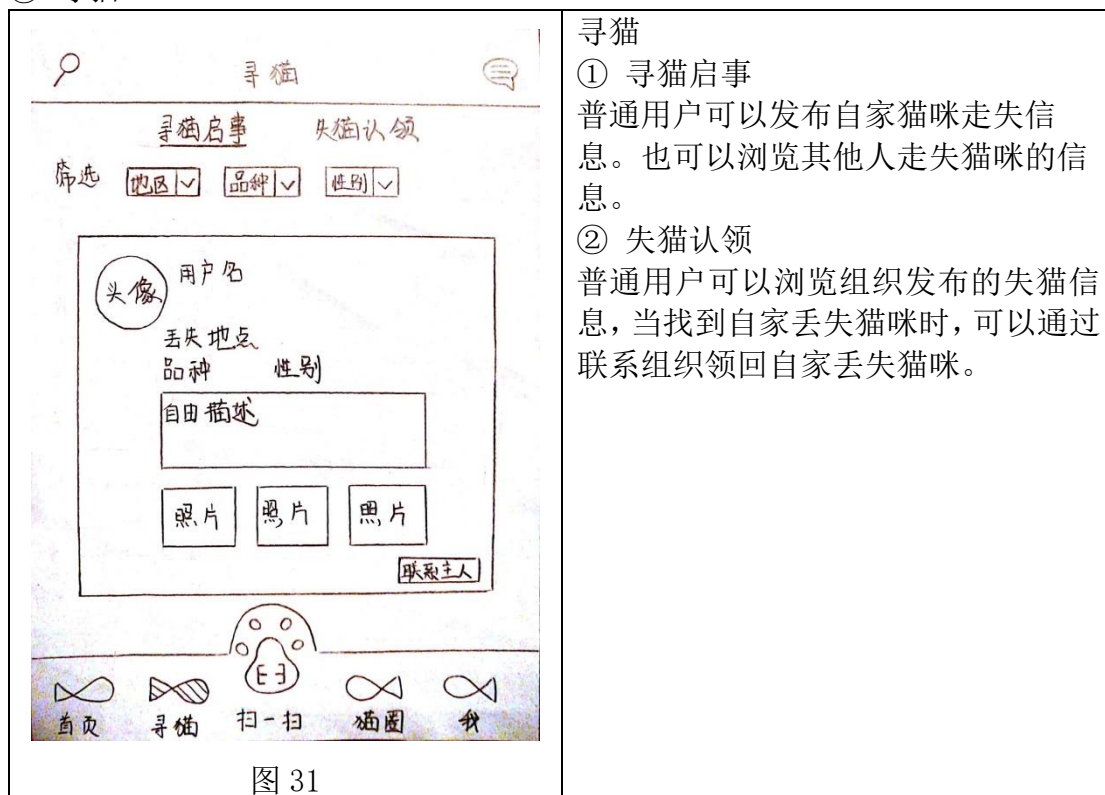 寻猫
寻猫启事 失猫认领
筛选 地区 品种 性别
头像 用户名
丢失地点
品种 性别
自由描述
照片 照片 照片
联系主人
首页 寻猫 扫一扫 猫圈 我
图 31
寻猫
① 寻猫启事
普通用户可以发布自家猫咪走失信
息。也可以浏览其他人走失猫咪的信
息。
② 失猫认领
普通用户可以浏览组织发布的失猫信
息，当找到自家丢失猫咪时，可以通过
联系组织领回自家丢失猫咪。